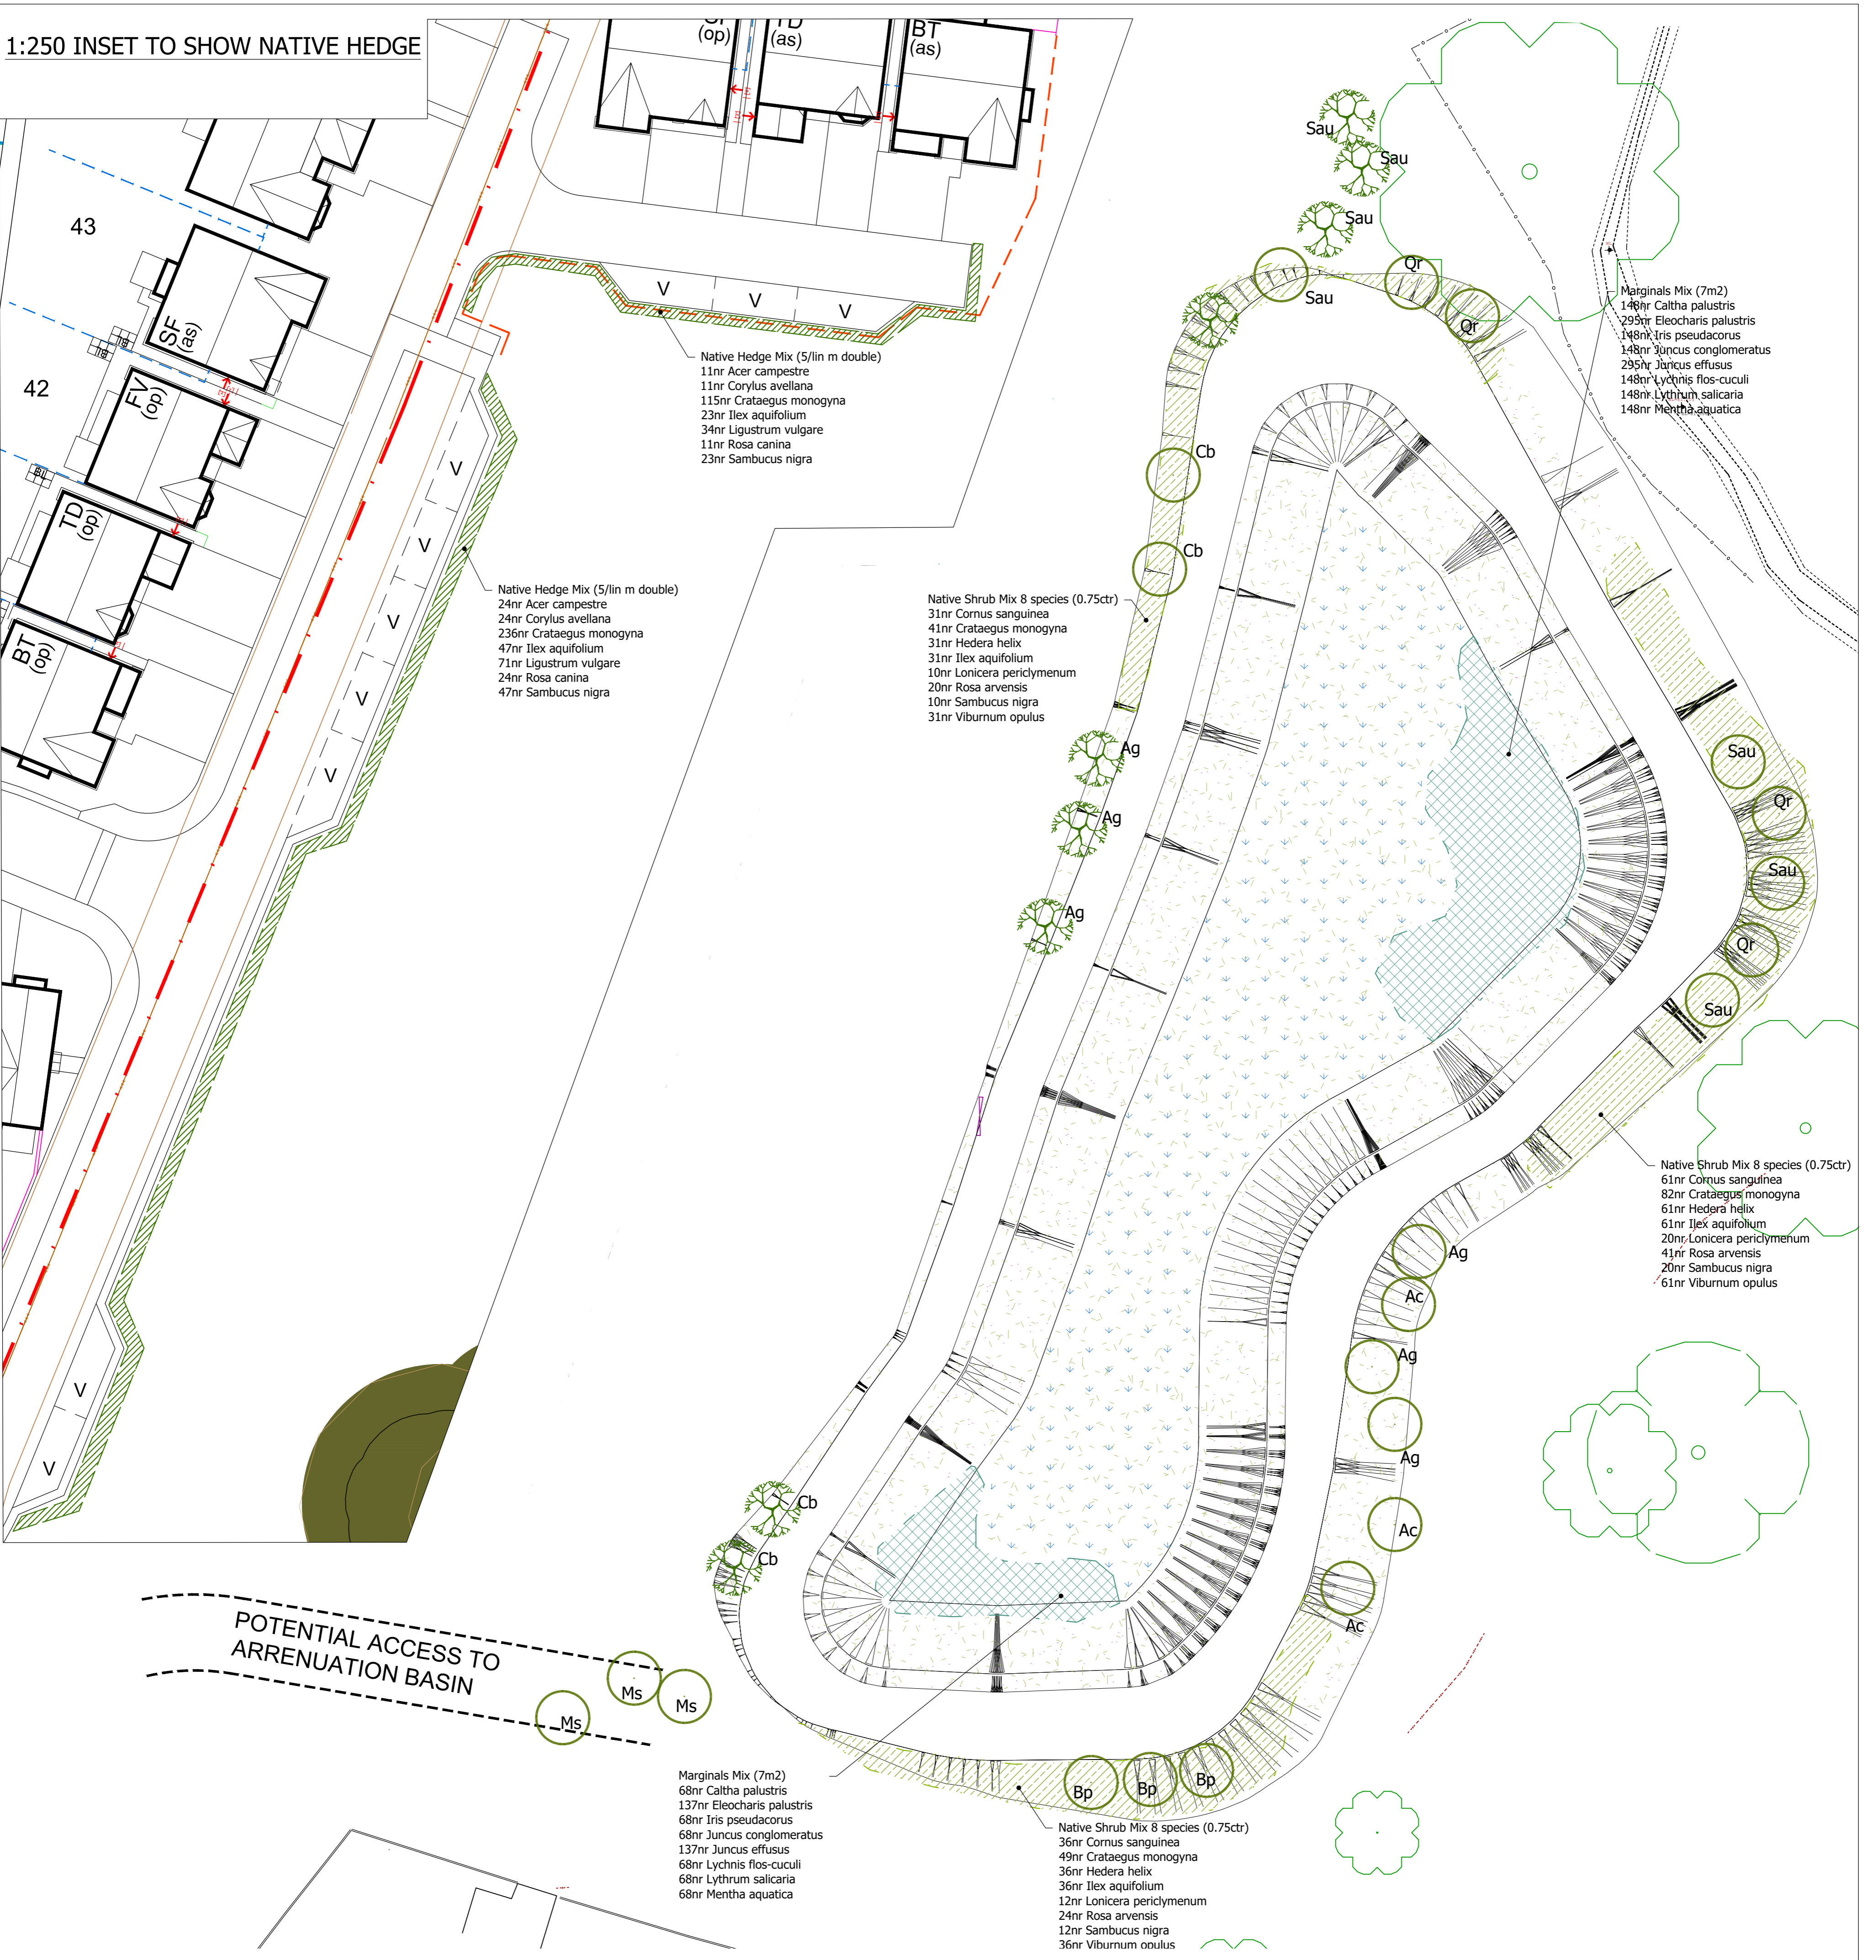 1:250 INSET TO SHOW NATIVE HEDGE
(op)
TD
(as)
BT
(as)
43
SF
(as)
42
FV
(op)
TD
(op)
BT
(op)
V
V
V
V
V
V
V
V
V
V
Native Hedge Mix (5/lin m double)
11nr Acer campestre
11nr Corylus avellana
115nr Crataegus monogyna
23nr Ilex aquifolium
34nr Ligustrum vulgare
11nr Rosa canina
23nr Sambucus nigra
Native Hedge Mix (5/lin m double)
24nr Acer campestre
24nr Corylus avellana
236nr Crataegus monogyna
47nr Ilex aquifolium
71nr Ligustrum vulgare
24nr Rosa canina
47nr Sambucus nigra
Sau
Sau
Sau
Sau
Qr
Qr
Marginals Mix (7m2)
148nr Caltha palustris
295nr Eleocharis palustris
148nr Iris pseudacorus
148nr Juncus conglomeratus
295nr Juncus effusus
148nr Lychnis flos-cuculi
148nr Lythrum salicaria
148nr Mentha aquatica
Cb
Cb
Native Shrub Mix 8 species (0.75ctr)
31nr Cornus sanguinea
41nr Crataegus monogyna
31nr Hedera helix
31nr Ilex aquifolium
10nr Lonicera periclymenum
20nr Rosa arvensis
10nr Sambucus nigra
31nr Viburnum opulus
Ag
Ag
Ag
Sau
Qr
Sau
Qr
Sau
Native Shrub Mix 8 species (0.75ctr)
61nr Cornus sanguinea
82nr Crataegus monogyna
61nr Hedera helix
61nr Ilex aquifolium
20nr Lonicera periclymenum
41nr Rosa arvensis
20nr Sambucus nigra
61nr Viburnum opulus
Ag
Ac
Ag
Ag
Ac
Ac
Cb
Cb
POTENTIAL ACCESS TO
ARRENUATION BASIN
Ms
Ms
Ms
Bp
Bp
Bp
Marginals Mix (7m2)
68nr Caltha palustris
137nr Eleocharis palustris
68nr Iris pseudacorus
68nr Juncus conglomeratus
137nr Juncus effusus
68nr Lychnis flos-cuculi
68nr Lythrum salicaria
68nr Mentha aquatica
Native Shrub Mix 8 species (0.75ctr)
36nr Cornus sanguinea
49nr Crataegus monogyna
36nr Hedera helix
36nr Ilex aquifolium
12nr Lonicera periclymenum
24nr Rosa arvensis
12nr Sambucus nigra
36nr Viburnum opulus